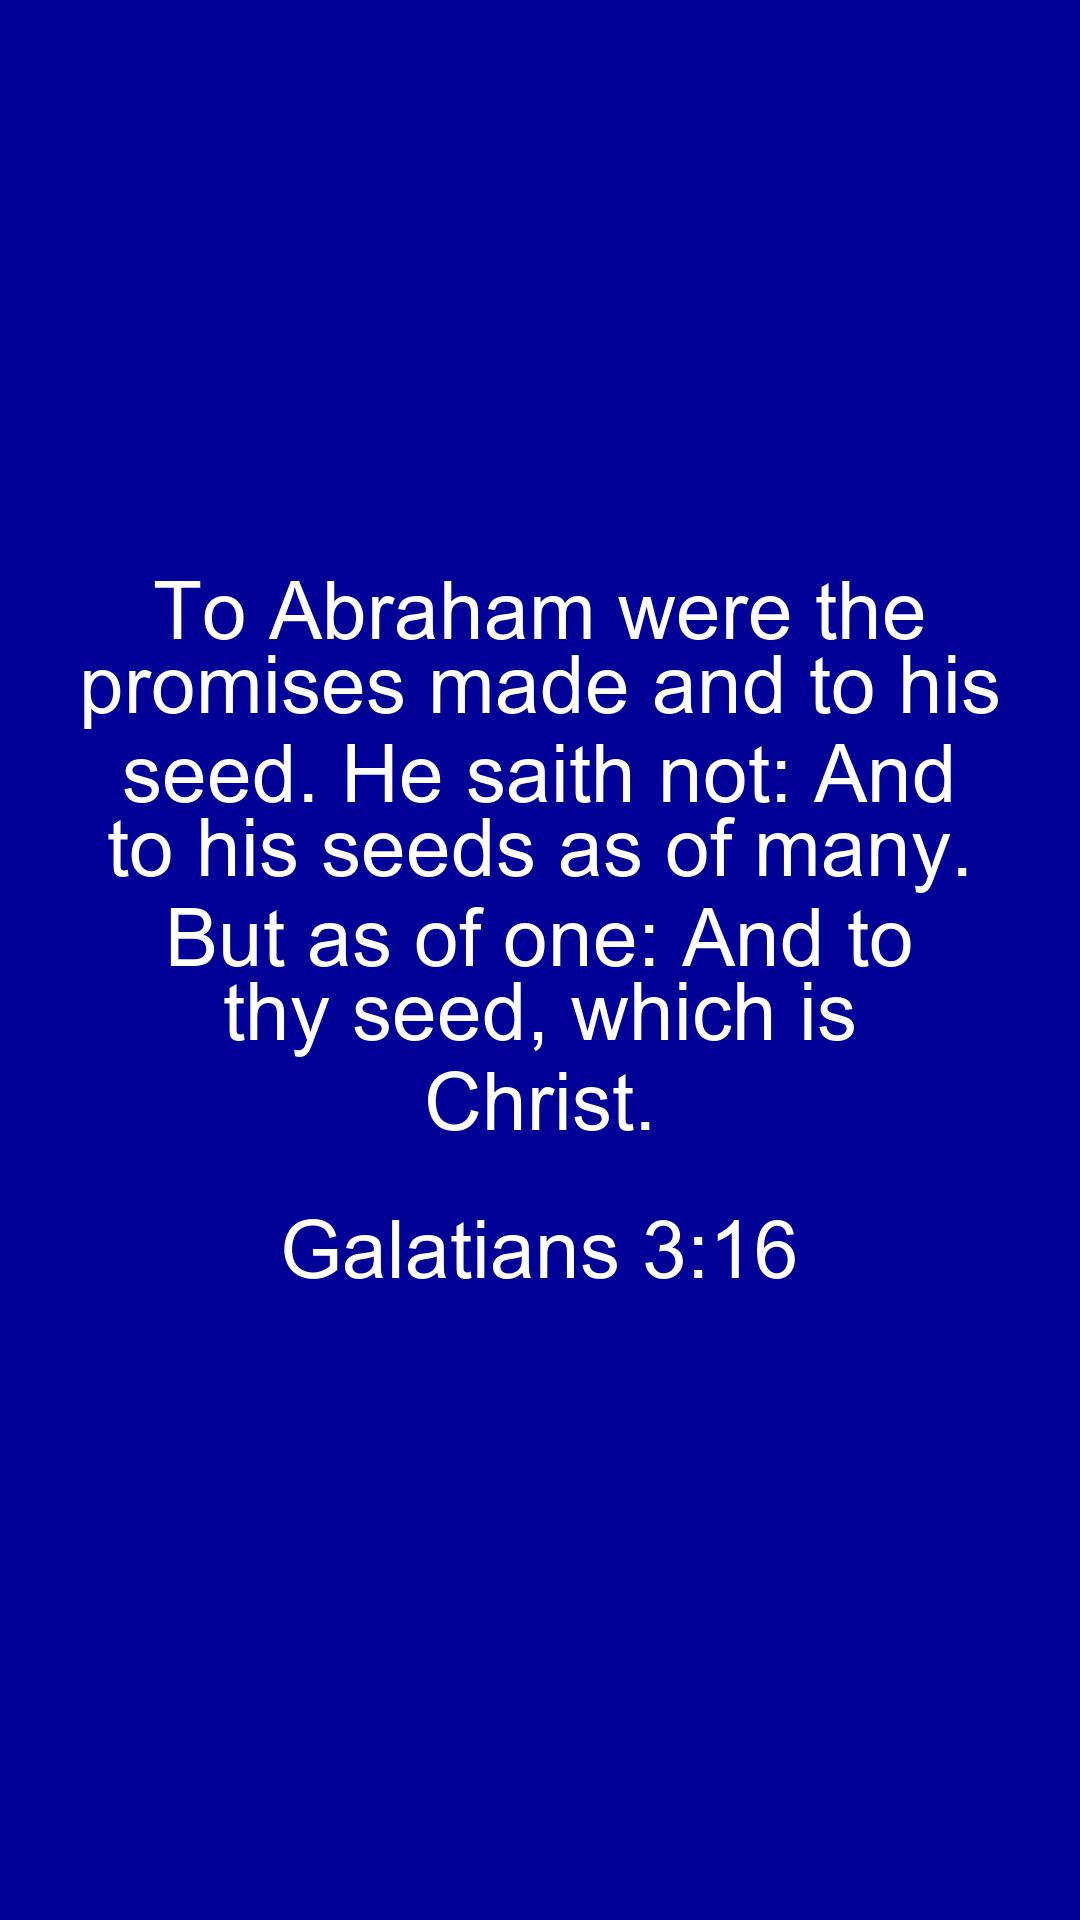 To Abraham were the
promises made and to his
seed. He saith not: And
to his seeds as of many.
But as of one: And to
thy seed, which is
Christ.
Galatians 3:16